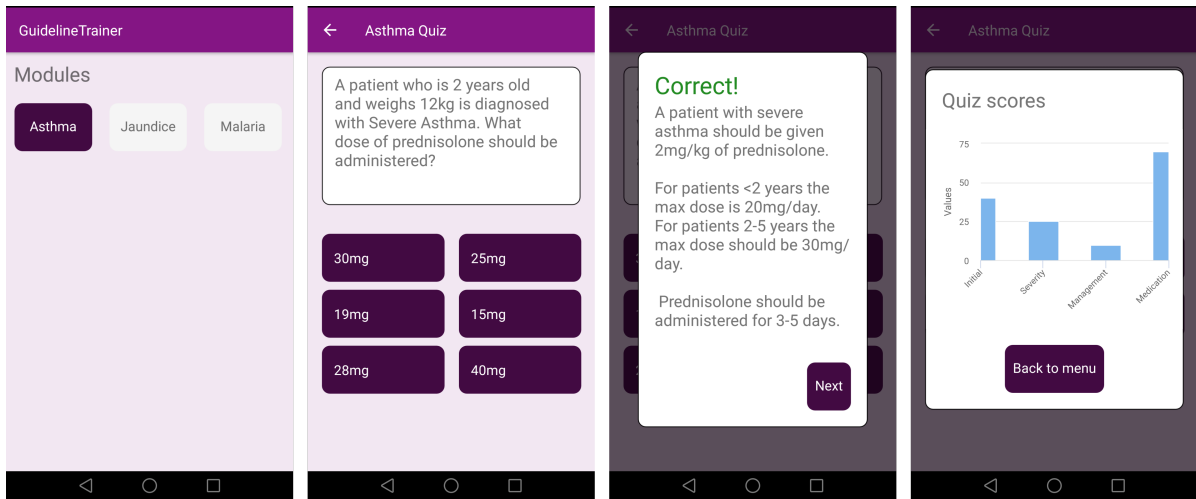 GuidelineTrainer
Modules
Asthma
Jaundice
Malaria
Asthma Quiz
A patient who is 2 years old
and weighs 12kg is diagnosed
with Severe Asthma. What
dose of prednisolone should be
administered?
30mg
25mg
19mg
15mg
28mg
40mg
Asthma Quiz
Correct!
A patient with severe
asthma should be given
2mg/kg of prednisolone.
For patients <2 years the
max dose is 20mg/day.
For patients 2-5 years the
max dose should be 30mg/
day.
Prednisolone should be
administered for 3-5 days.
Next
Asthma Quiz
Quiz scores
75
50
25
0
Values
Initial
Severity
Management
Medication
Back to menu